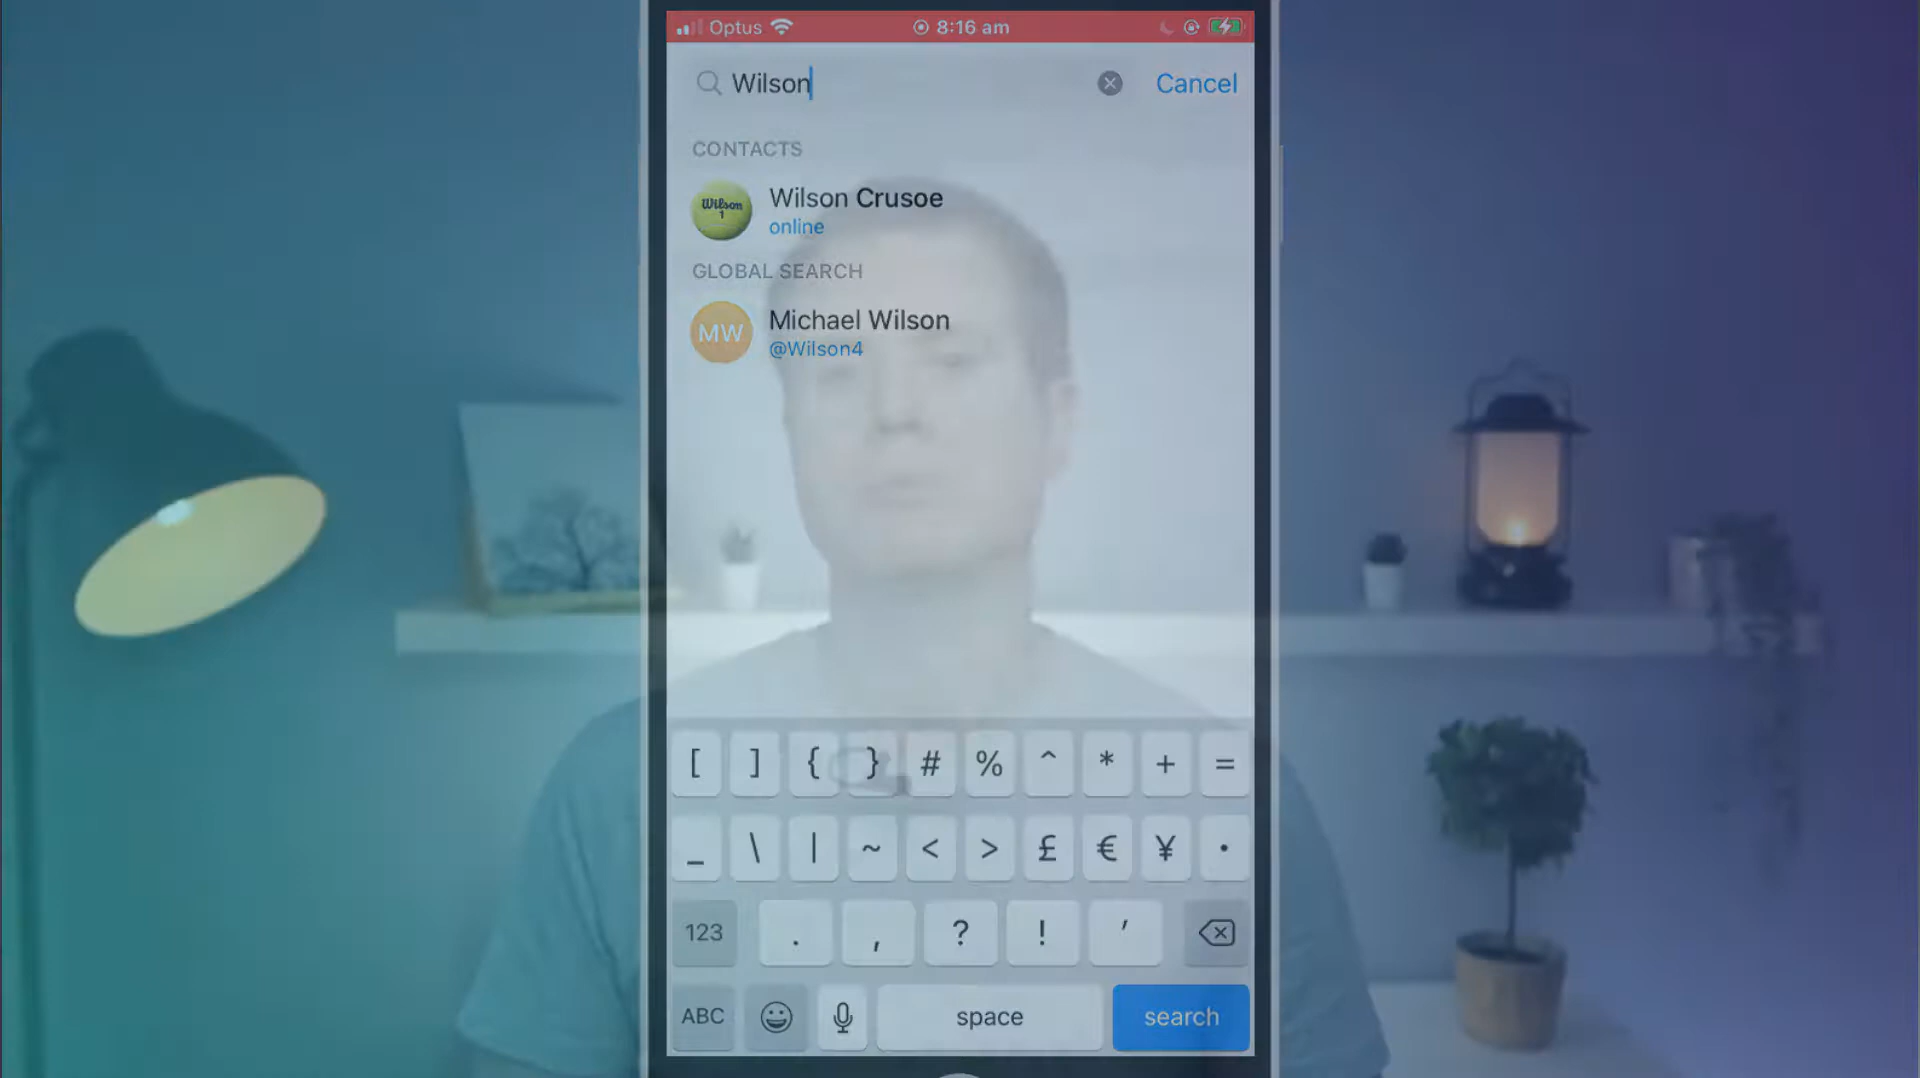 Optus 8:16 am
Wilson Cancel
CONTACTS
Wilson
1
Wilson Crusoe
online
GLOBAL SEARCH
MW
Michael Wilson
@Wilson4
[ ] { } # % ^ * + =
_ \ | ~ < > £ € ¥ •
123 . , ? ! ′
ABC space search